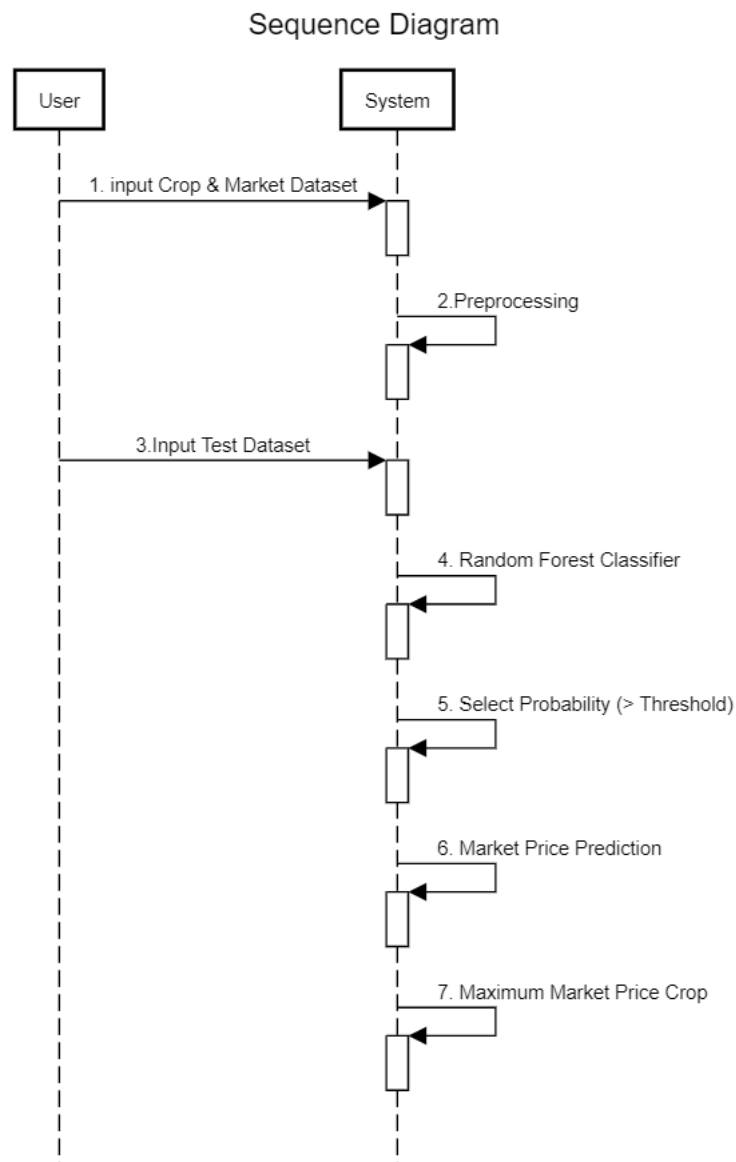 Sequence Diagram
User
System
1. input Crop & Market Dataset
2.Preprocessing
3.Input Test Dataset
4. Random Forest Classifier
5. Select Probability (> Threshold)
6. Market Price Prediction
7. Maximum Market Price Crop